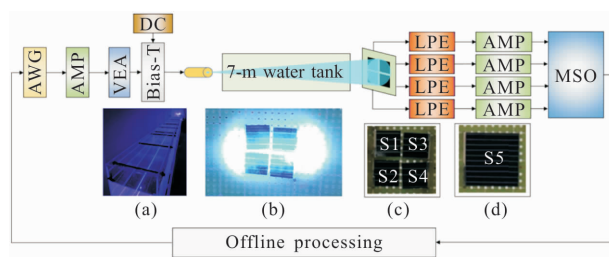 DC
AWG
AMP
VEA
Bias-T
7-m water tank
LPE
AMP
LPE
AMP
LPE
AMP
LPE
AMP
MSO
S1 S3
S2 S4
S5
(a)
(b)
(c)
(d)
Offline processing